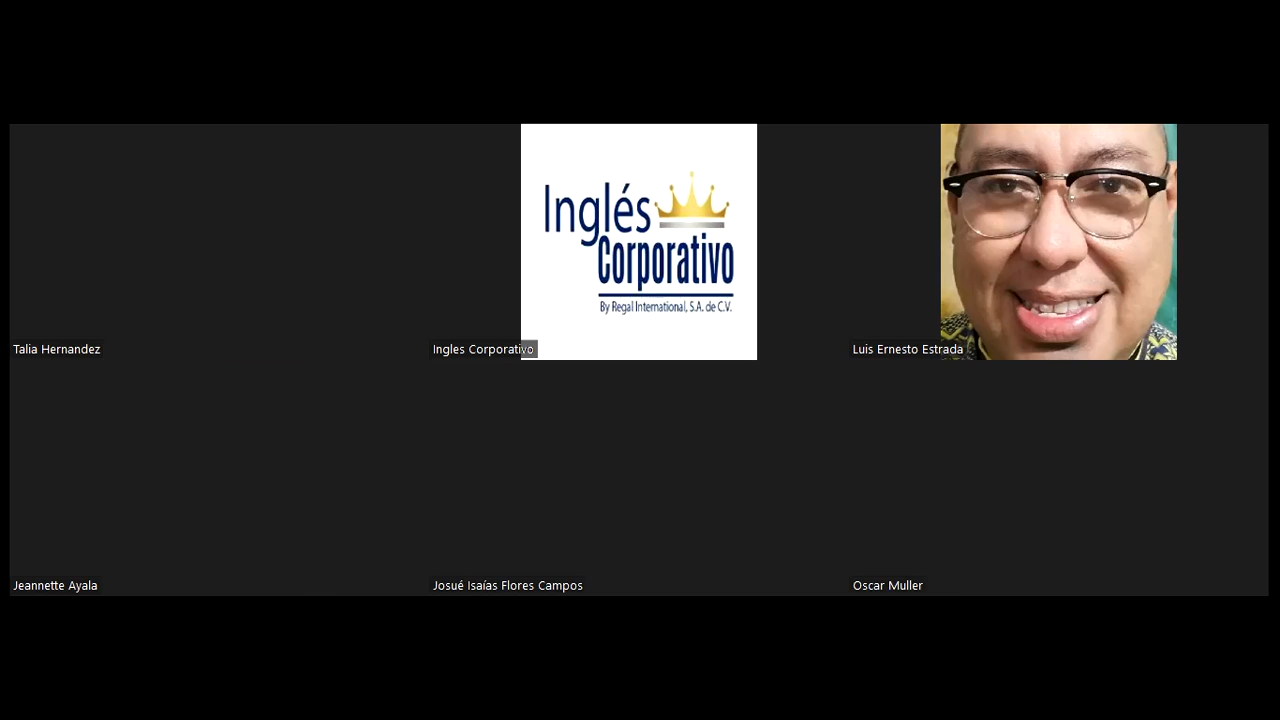 Inglés
Corporativo
By Regal International, S.A. de C.V.
Talia Hernandez
Ingles Corporativo
Luis Ernesto Estrada
Jeannette Ayala
Josué Isaías Flores Campos
Oscar Muller